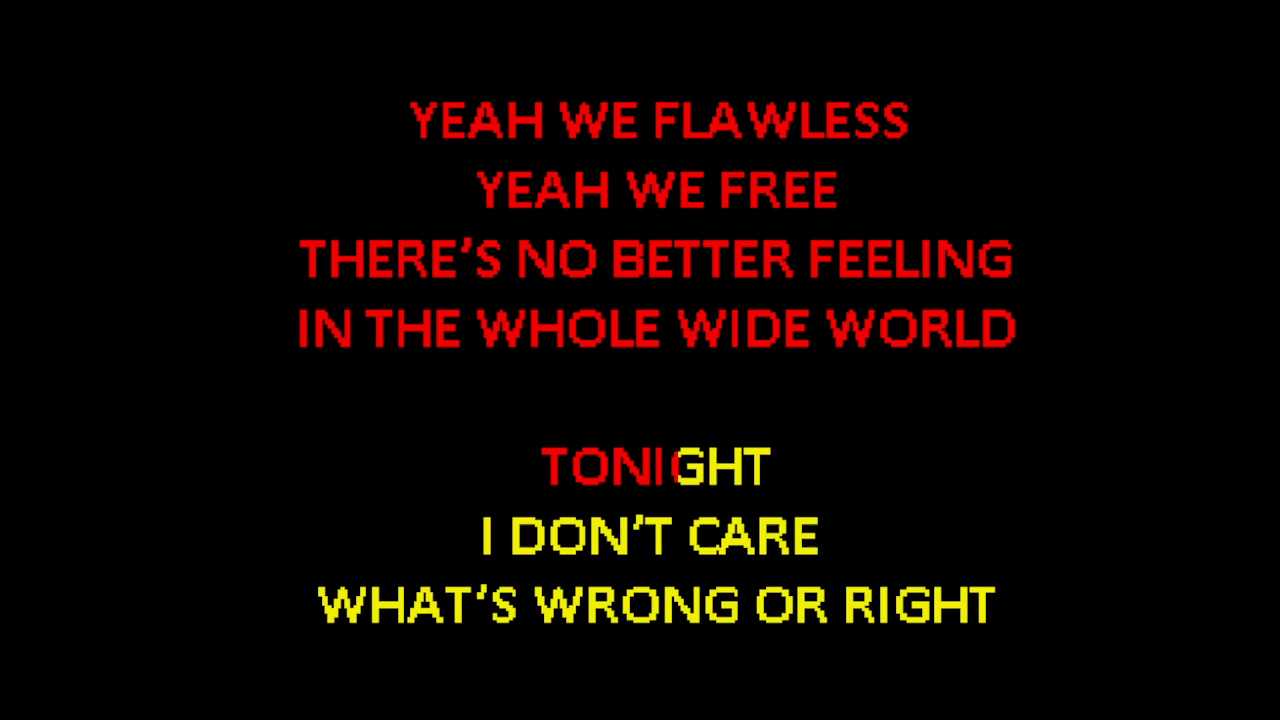 YEAH WE FLAWLESS
YEAH WE FREE
THERE'S NO BETTER FEELING
IN THE WHOLE WIDE WORLD
TONIGHT
I DON'T CARE
WHAT'S WRONG OR RIGHT